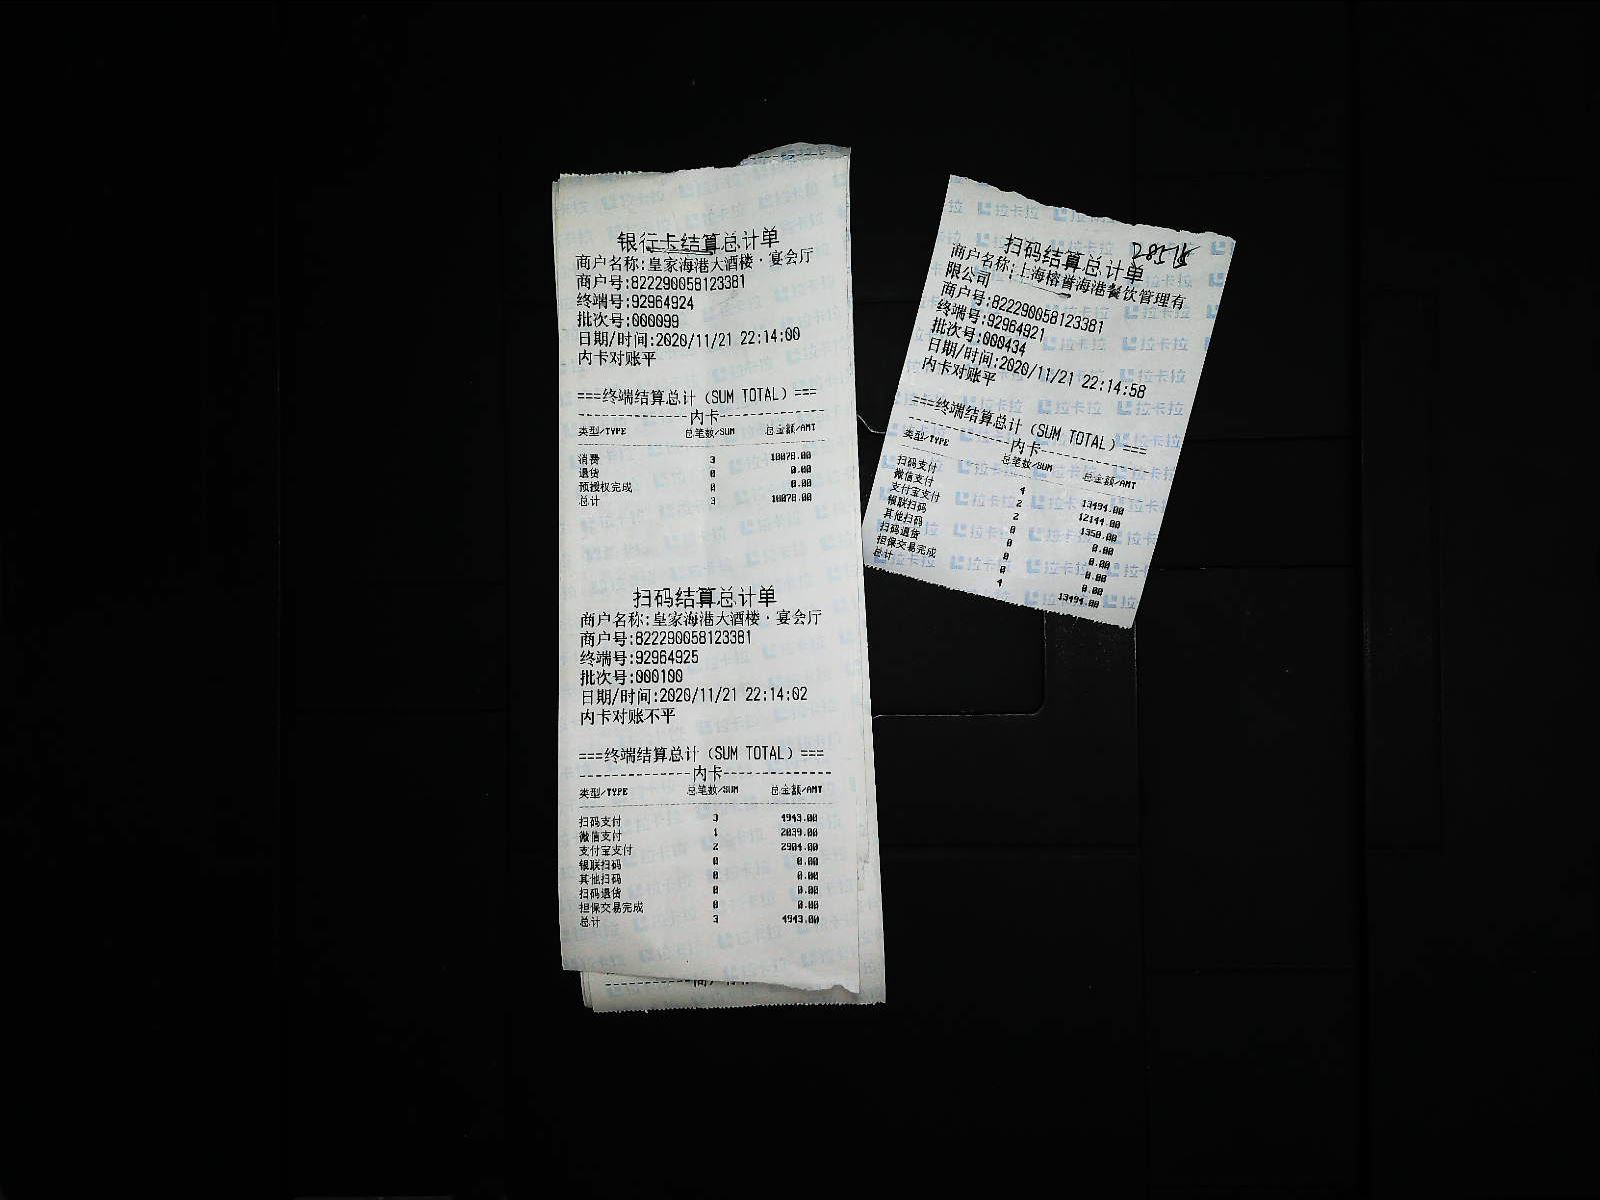 银行卡结算总计单
商户名称:皇家海港大酒楼·宴会厅
商户号:822290058123381
终端号:92964924
批次号:000099
日期/时间:2020/11/21 22:14:00
内卡对账平
===终端结算总计(SUM TOTAL)===
---------------内卡---------------
类型/TYPE 总笔数/SUM 总金额/AMT
消费 3 10078.00
退货 0 0.00
预授权完成 0 0.00
总计 3 10078.00
扫码结算总计单
商户名称:皇家海港大酒楼·宴会厅
商户号:822290058123381
终端号:92964925
批次号:000100
日期/时间:2020/11/21 22:14:02
内卡对账不平
===终端结算总计(SUM TOTAL)===
---------------内卡---------------
类型/TYPE 总笔数/SUM 总金额/AMT
扫码支付 3 4943.00
微信支付 1 2039.00
支付宝支付 2 2904.00
银联扫码 0 0.00
其他扫码 0 0.00
扫码退货 0 0.00
担保交易完成 0 0.00
总计 3 4943.00
扫码结算总计单
商户名称:上海榕誉海港餐饮管理有
限公司
商户号:822290058123381
终端号:92964921
批次号:000434
日期/时间:2020/11/21 22:14:58
内卡对账平
===终端结算总计(SUM TOTAL)===
---------------内卡---------------
类型/TYPE 总笔数/SUM 总金额/AMT
扫码支付 4 13494.00
微信支付 2 12144.00
支付宝支付 2 1350.00
银联扫码 0 0.00
其他扫码 0 0.00
扫码退货 0 0.00
担保交易完成 0 0.00
总计 4 13494.00
拉卡拉